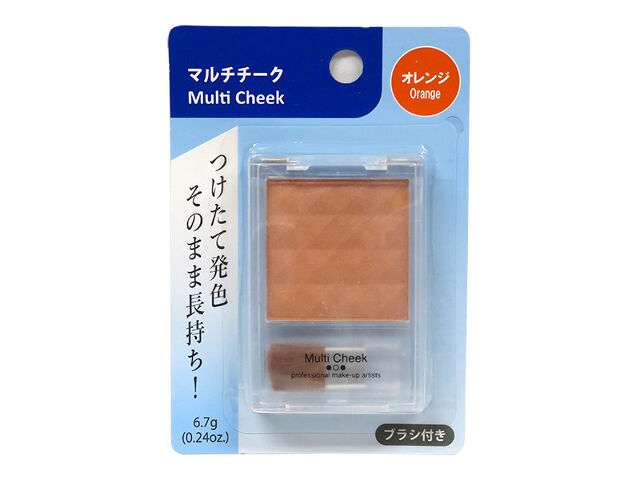 マルチチーク
Multi Cheek
オレンジ
Orange
つけたて発色
そのまま長持ち!
Multi Cheek
professional make-up artists
6.7g
(0.24oz.)
ブラシ付き